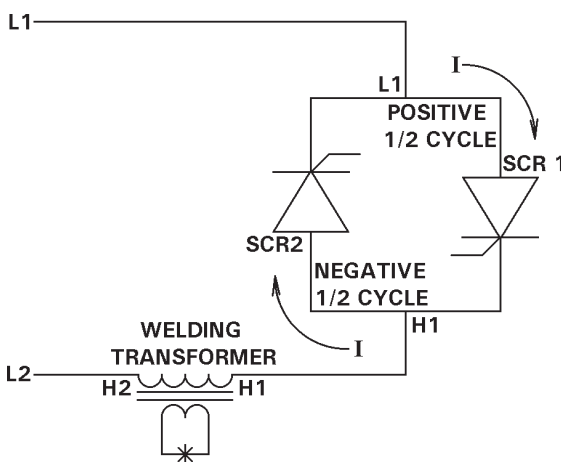 L1
I
L1
POSITIVE
1/2 CYCLE
SCR 1
SCR2
NEGATIVE
1/2 CYCLE
H1
I
WELDING
TRANSFORMER
L2
H2
H1